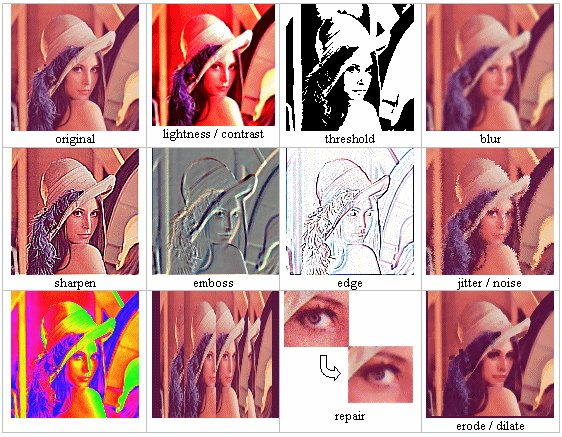 original
lightness / contrast
threshold
blur
sharpen
emboss
edge
jitter / noise
repair
erode / dilate